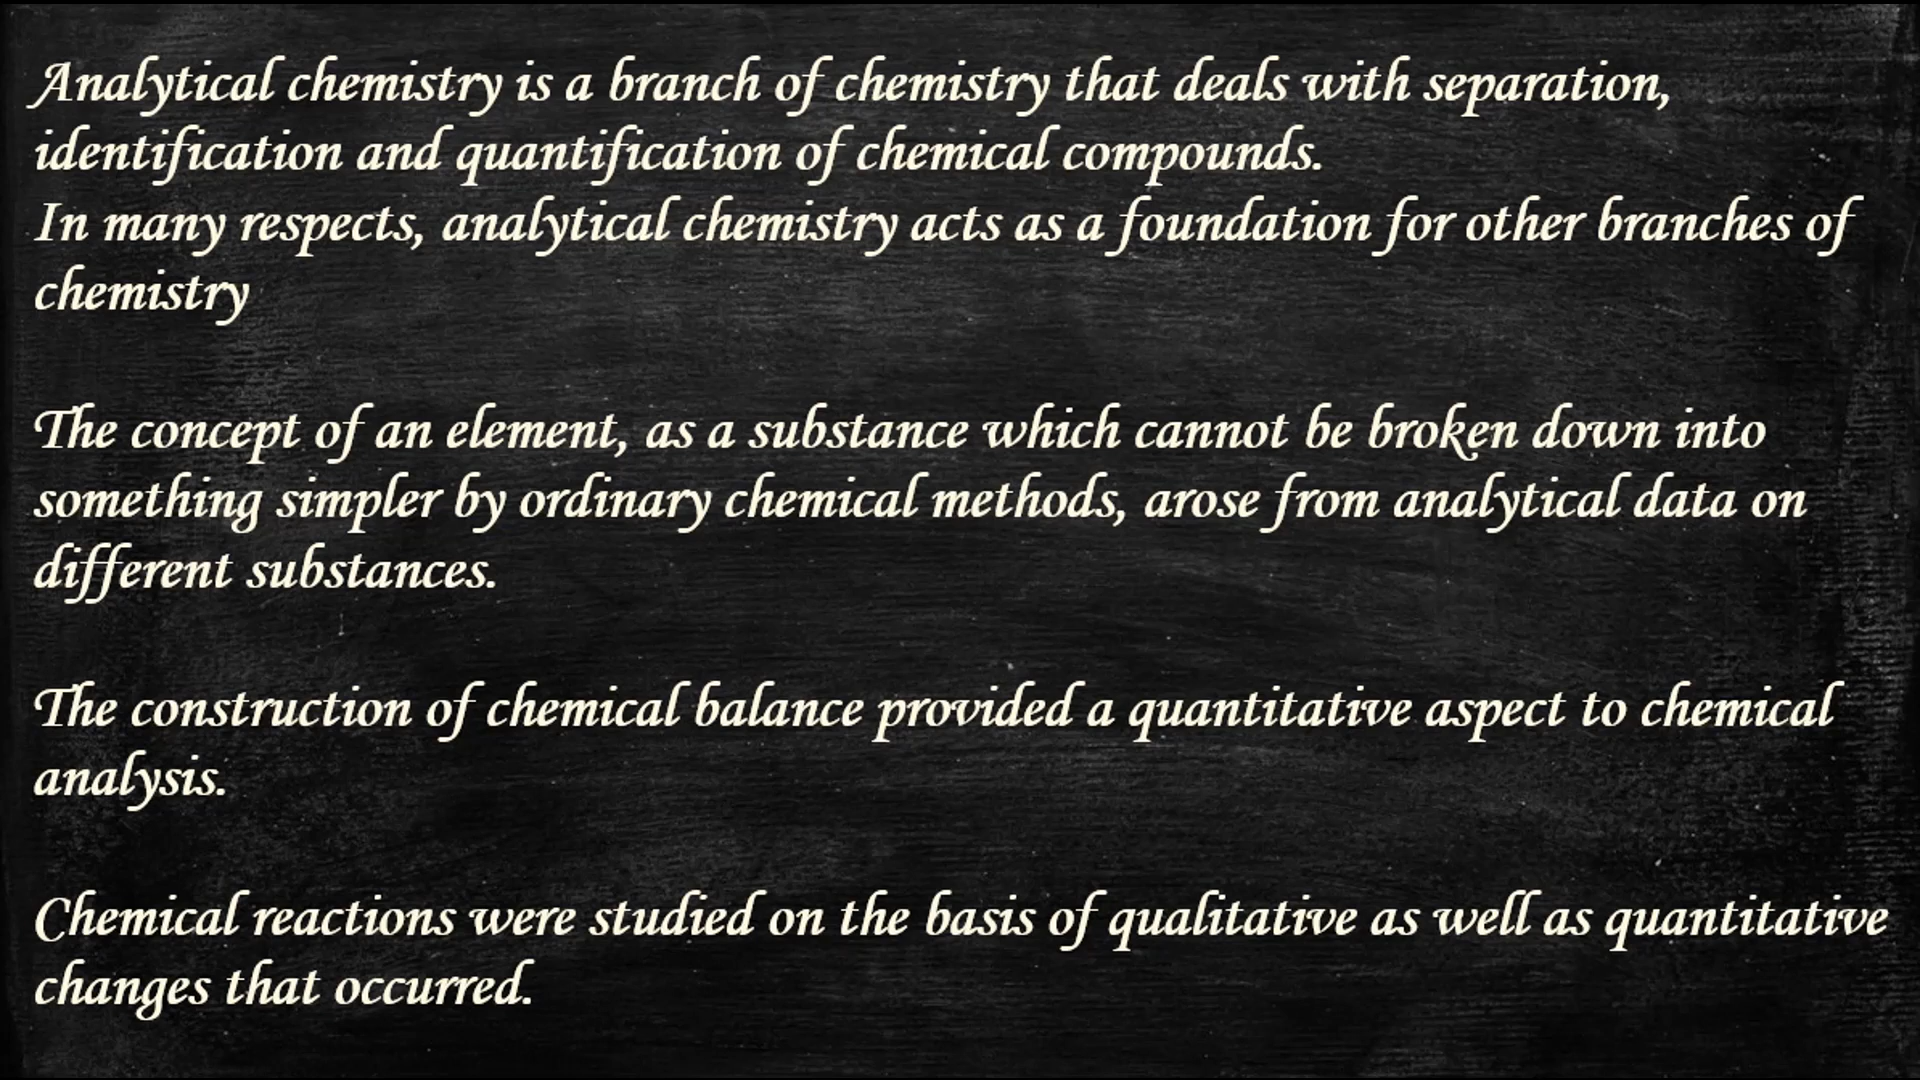 Analytical chemistry is a branch of chemistry that deals with separation,
identification and quantification of chemical compounds.
In many respects, analytical chemistry acts as a foundation for other branches of
chemistry
The concept of an element, as a substance which cannot be broken down into
something simpler by ordinary chemical methods, arose from analytical data on
different substances.
The construction of chemical balance provided a quantitative aspect to chemical
analysis.
Chemical reactions were studied on the basis of qualitative as well as quantitative
changes that occurred.